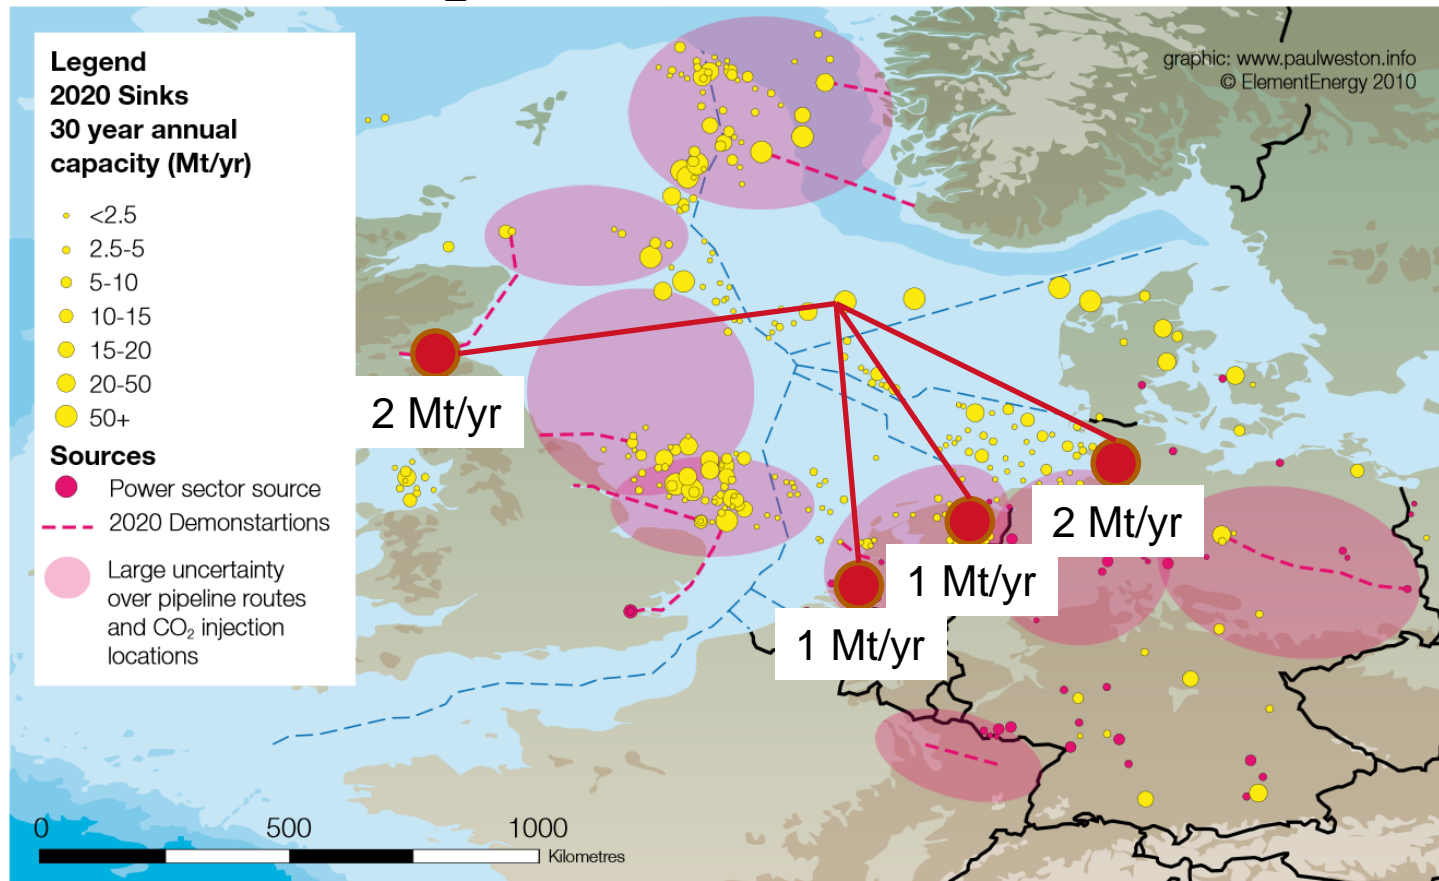 graphic: www.paulweston.info
© ElementEnergy 2010
Legend
2020 Sinks
30 year annual
capacity (Mt/yr)
<2.5
2.5-5
5-10
10-15
15-20
20-50
50+
Sources
Power sector source
2020 Demonstartions
Large uncertainty
over pipeline routes
and CO₂ injection
locations
2 Mt/yr
2 Mt/yr
1 Mt/yr
1 Mt/yr
0 500 1000
Kilometres